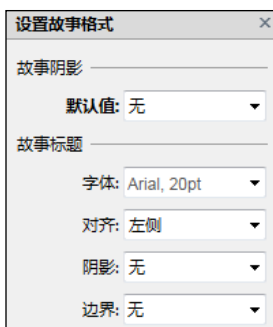 设置故事格式 ×
故事阴影
默认值: 无
故事标题
字体: Arial, 20pt
对齐: 左侧
阴影: 无
边界: 无